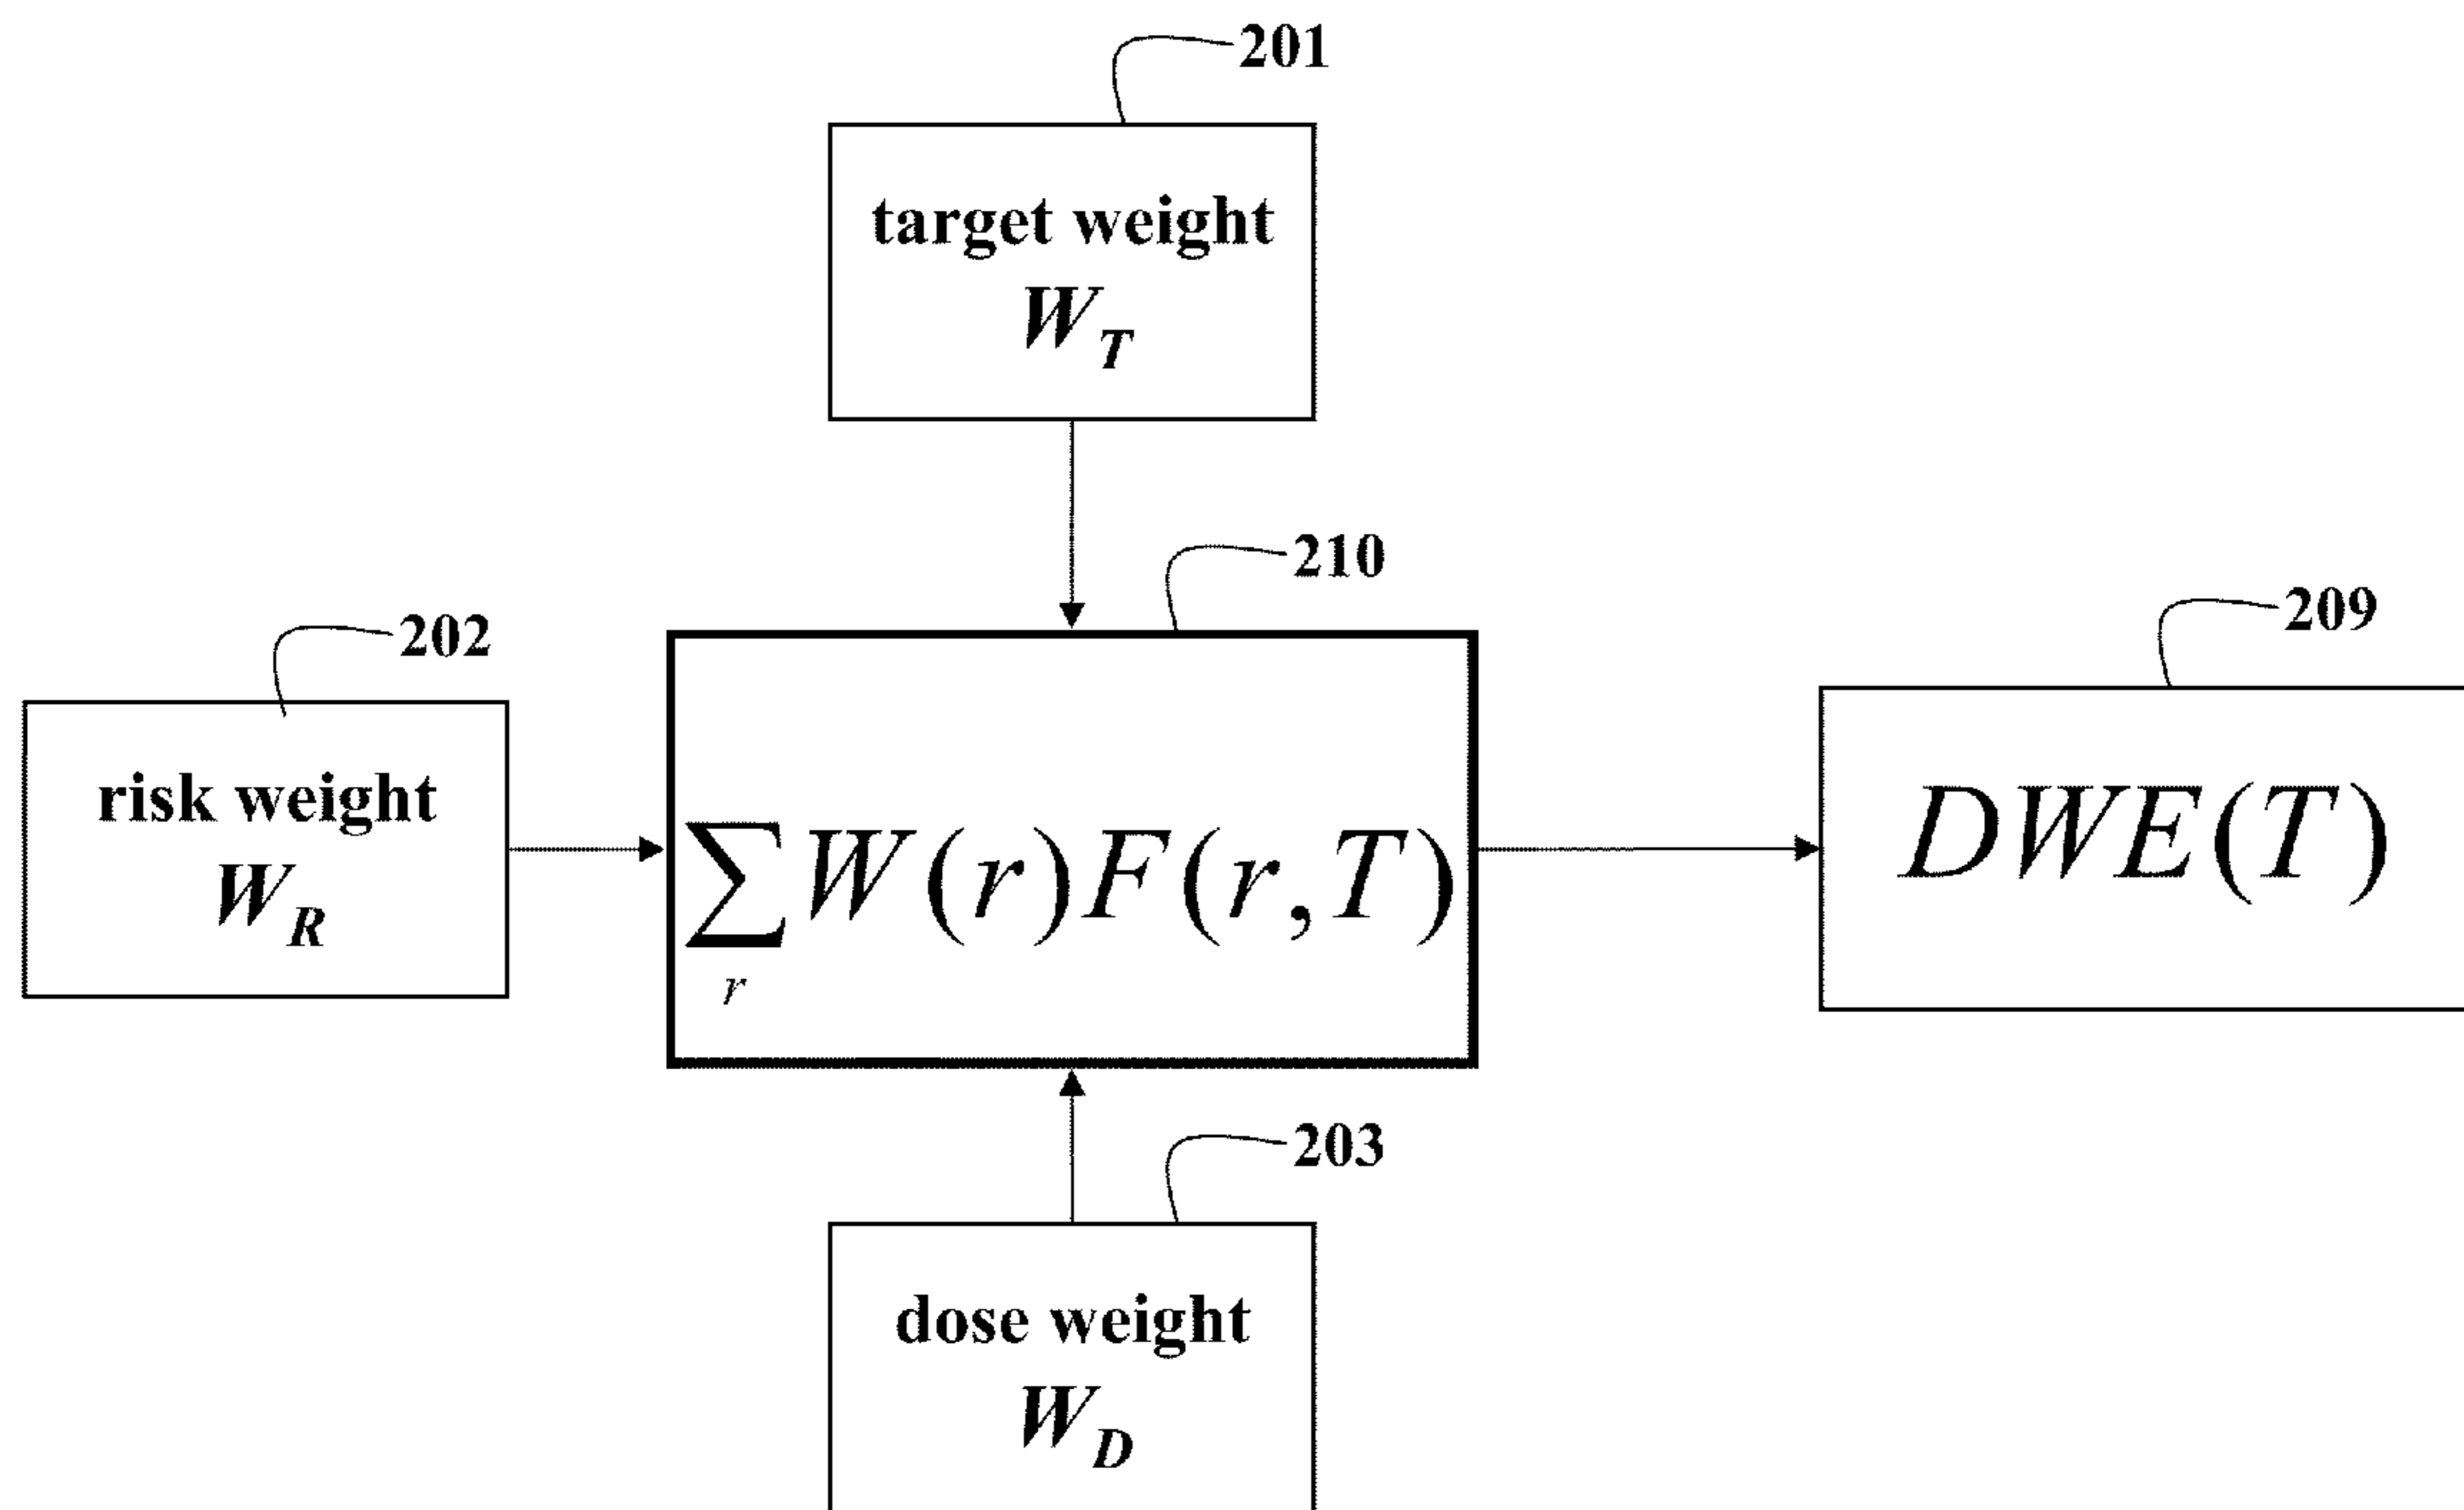 201
target weight
W_T
210
209
202
risk weight
W_R
∑_r W(r)F(r,T)
DWE(T)
203
dose weight
W_D